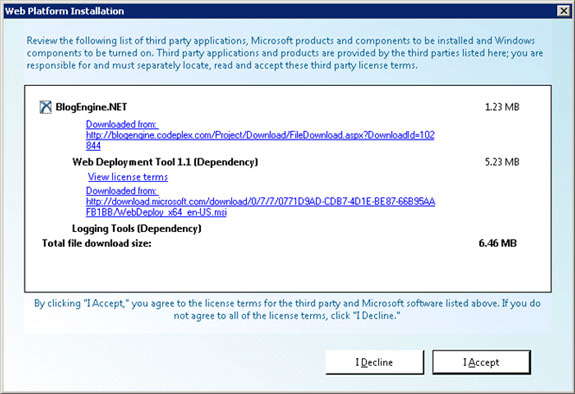 Web Platform Installation
Review the following list of third party applications, Microsoft products and components to be installed and Windows
components to be turned on. Third party applications and products are provided by the third parties listed here; you are
responsible for and must separately locate, read and accept these third party license terms.
BlogEngine.NET 1.23 MB
Downloaded from:
http://blogengine.codeplex.com/Project/Download/FileDownload.aspx?DownloadId=102
844
Web Deployment Tool 1.1 (Dependency) 5.23 MB
View license terms
Downloaded from:
http://download.microsoft.com/download/0/7/7/0771D9AD-CDB7-4D1E-BE87-66B95AA
FB1BB/WebDeploy_x64_en-US.msi
Logging Tools (Dependency)
Total file download size: 6.46 MB
By clicking "I Accept," you agree to the license terms for the third party and Microsoft software listed above. If you do
not agree to all of the license terms, click "I Decline."
I Decline I Accept